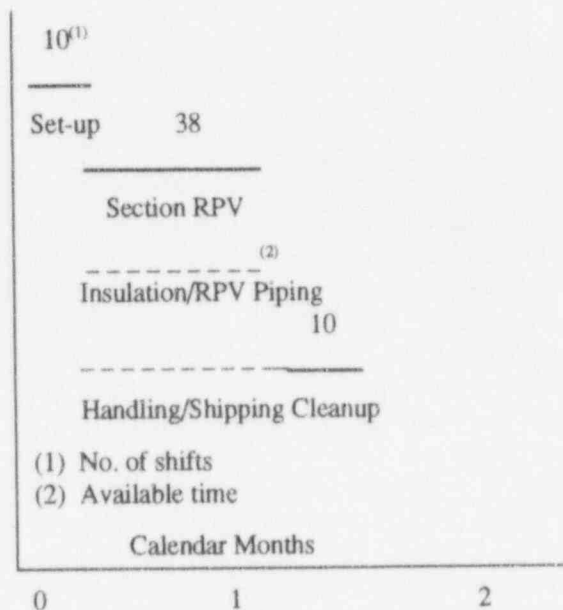 10(1)
Set-up 38
Section RPV
(2)
Insulation/RPV Piping
10
Handling/Shipping Cleanup
(1) No. of shifts
(2) Available time
Calendar Months
0 1 2